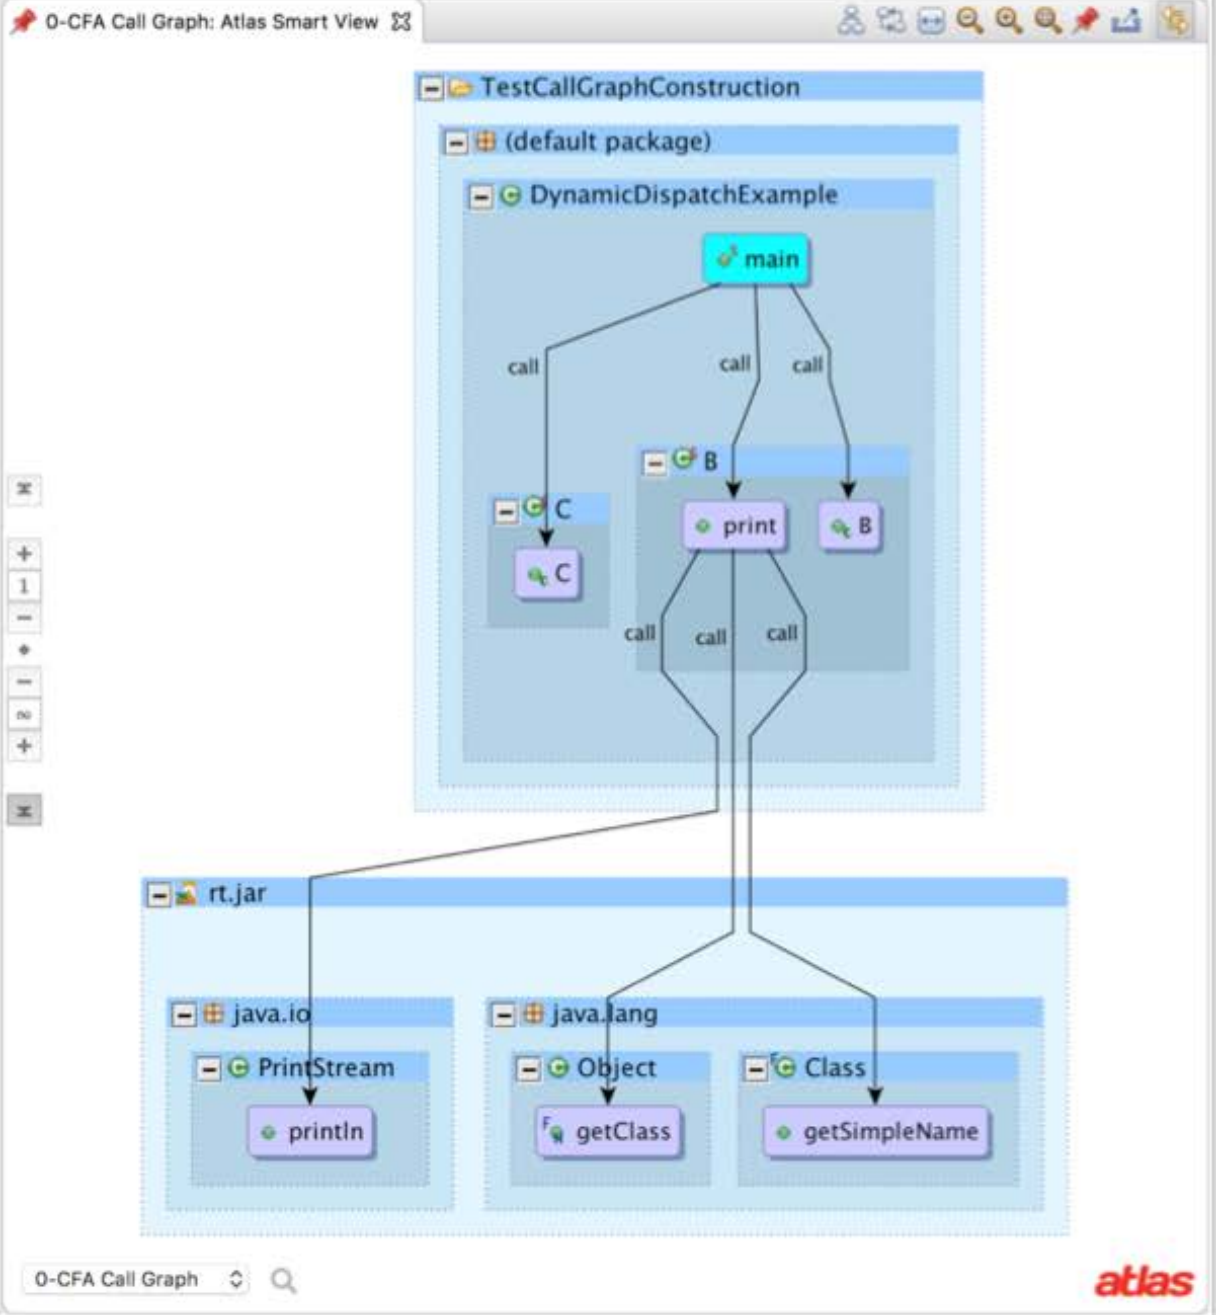 0-CFA Call Graph: Atlas Smart View
TestCallGraphConstruction
(default package)
DynamicDispatchExample
main
call
call
call
B
C
print
B
C
call
call
call
+
1
−
−
∞
+
rt.jar
java.io
java.lang
PrintStream
Object
Class
println
getClass
getSimpleName
0-CFA Call Graph
atlas